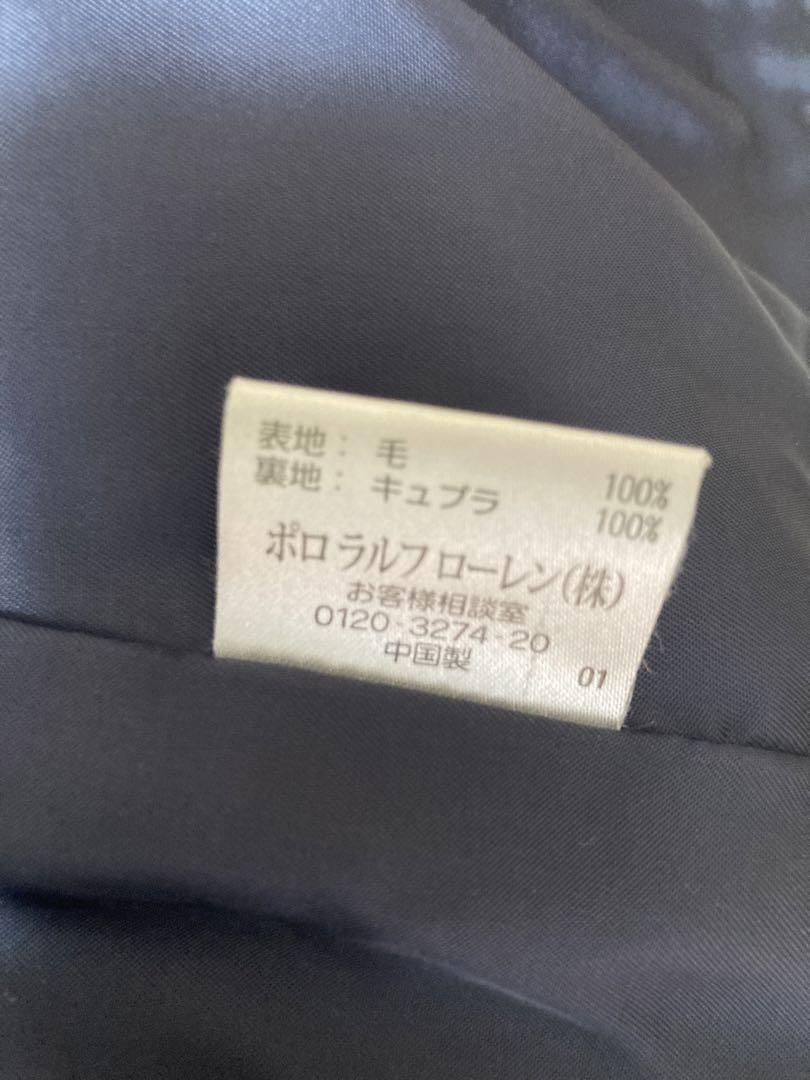 表地： 毛 100%
裏地： キュプラ 100%
ポロ ラルフ ローレン(株)
お客様相談室
0120-3274-20
中国製 01